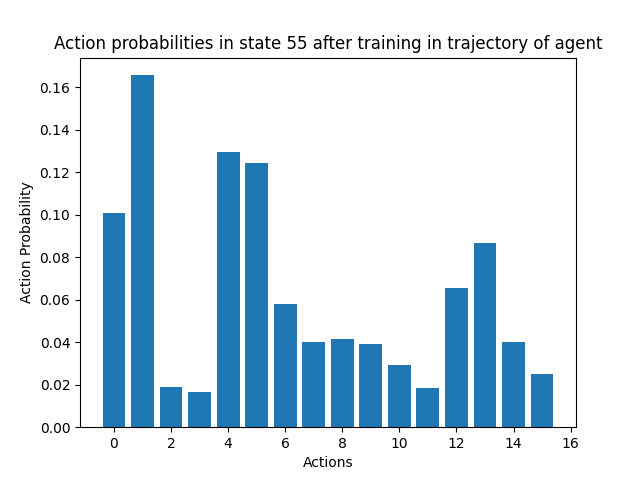 Action probabilities in state 55 after training in trajectory of agent
0.16
0.14
0.12
0.10
0.08
0.06
0.04
0.02
0.00
Action Probability
0 2 4 6 8 10 12 14 16
Actions